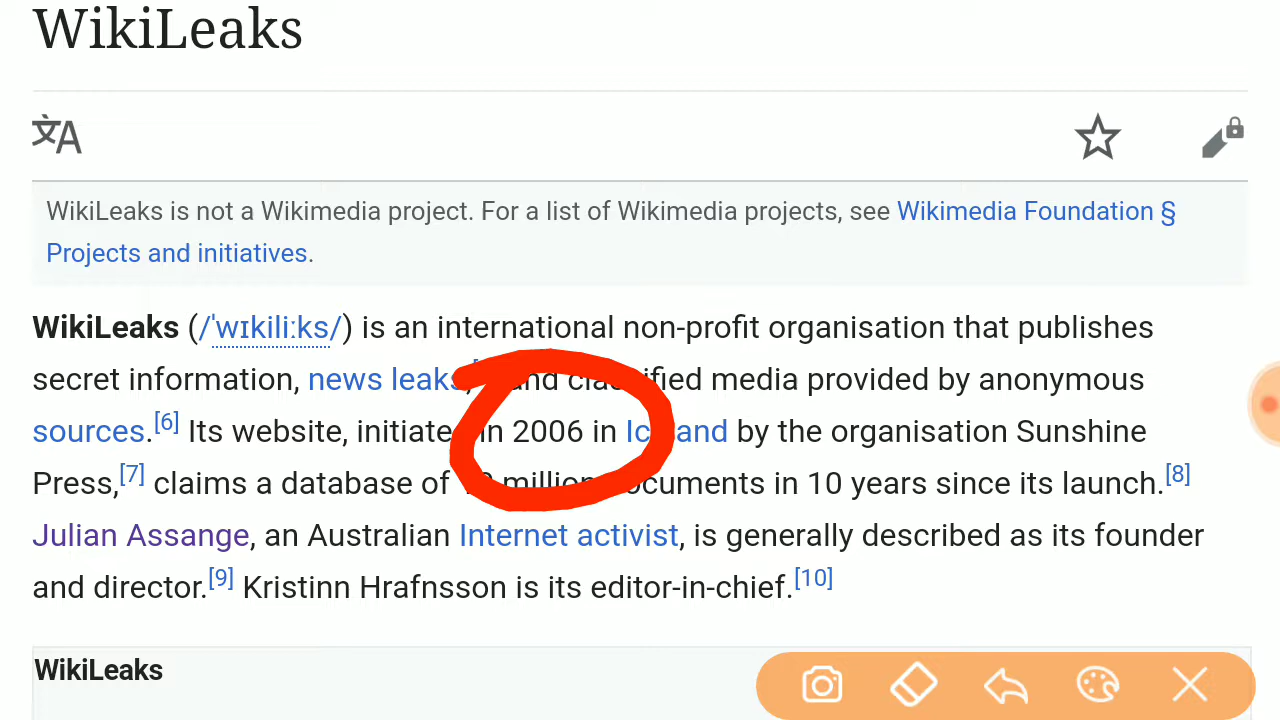 WikiLeaks
WikiLeaks is not a Wikimedia project. For a list of Wikimedia projects, see Wikimedia Foundation §
Projects and initiatives.
WikiLeaks (/ˈwɪkiliːks/) is an international non-profit organisation that publishes
secret information, news leaks, and classified media provided by anonymous
sources.[6] Its website, initiated in 2006 in Iceland by the organisation Sunshine
Press,[7] claims a database of million documents in 10 years since its launch.[8]
Julian Assange, an Australian Internet activist, is generally described as its founder
and director.[9] Kristinn Hrafnsson is its editor-in-chief.[10]
WikiLeaks